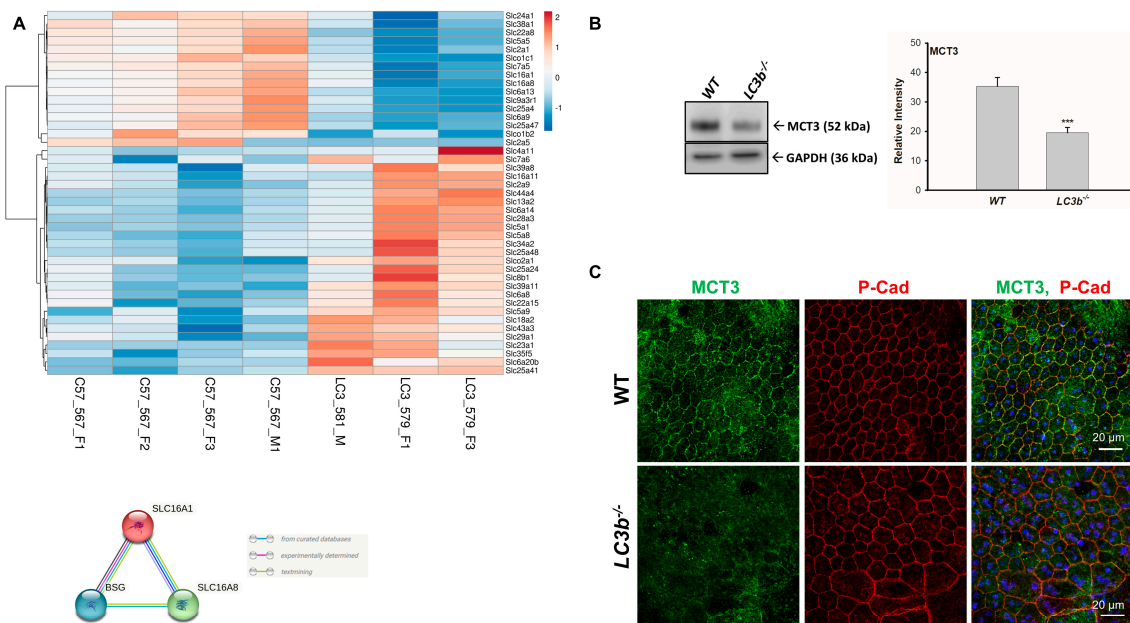 A
Slc24a1
Slc38a1
Slc22a8
Slc5a5
Slc2a1
Slco1c1
Slc7a5
Slc16a1
Slc16a8
Slc6a13
Slc9a3r1
Slc25a4
Slc6a9
Slc25a47
Slco1b2
Slc2a5
Slc4a11
Slc7a6
Slc39a8
Slc16a11
Slc2a9
Slc44a4
Slc13a2
Slc6a14
Slc28a3
Slc5a1
Slc5a8
Slc34a2
Slc25a48
Slco2a1
Slc25a24
Slc8b1
Slc39a11
Slc6a8
Slc22a15
Slc5a9
Slc18a2
Slc43a3
Slc29a1
Slc23a1
Slc35f5
Slc6a20b
Slc25a41
2
1
0
-1
C57_567_F1
C57_567_F2
C57_567_F3
C57_567_M1
LC3_581_M
LC3_579_F1
LC3_579_F3
SLC16A1
BSG
SLC16A8
from curated databases
experimentally determined
textmining
B
WT
LC3b-/-
← MCT3 (52 kDa)
← GAPDH (36 kDa)
MCT3
Relative Intensity
50
40
30
20
10
0
***
WT
LC3b-/-
C
MCT3
P-Cad
MCT3, P-Cad
WT
20 µm
LC3b-/-
20 µm